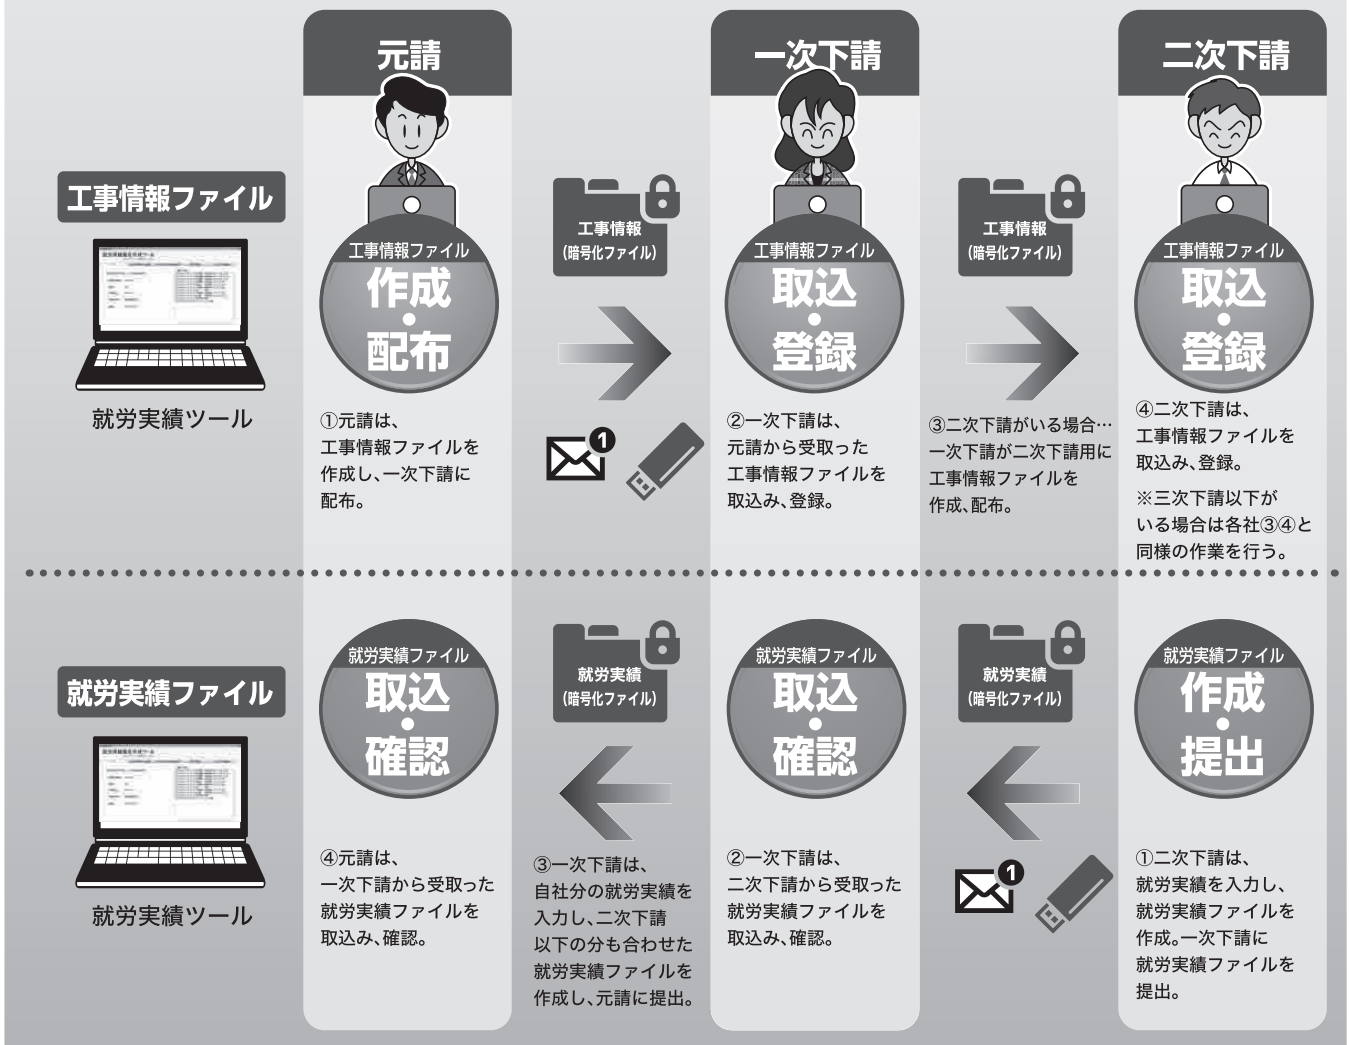 元請
一次下請
二次下請
工事情報ファイル
就労実績ツール
工事情報ファイル
作成
・
配布
①元請は、
工事情報ファイルを
作成し、一次下請に
配布。
工事情報
(暗号化ファイル)
1
工事情報ファイル
取込
・
登録
②一次下請は、
元請から受取った
工事情報ファイルを
取込み、登録。
工事情報
(暗号化ファイル)
③二次下請がいる場合…
一次下請が二次下請用に
工事情報ファイルを
作成、配布。
工事情報ファイル
取込
・
登録
④二次下請は、
工事情報ファイルを
取込み、登録。
※三次下請以下が
いる場合は各社③④と
同様の作業を行う。
就労実績ファイル
就労実績ツール
就労実績ファイル
取込
・
確認
④元請は、
一次下請から受取った
就労実績ファイルを
取込み、確認。
就労実績
(暗号化ファイル)
③一次下請は、
自社分の就労実績を
入力し、二次下請
以下の分も合わせた
就労実績ファイルを
作成し、元請に提出。
就労実績ファイル
取込
・
確認
②一次下請は、
二次下請から受取った
就労実績ファイルを
取込み、確認。
就労実績
(暗号化ファイル)
1
就労実績ファイル
作成
・
提出
①二次下請は、
就労実績を入力し、
就労実績ファイルを
作成。一次下請に
就労実績ファイルを
提出。